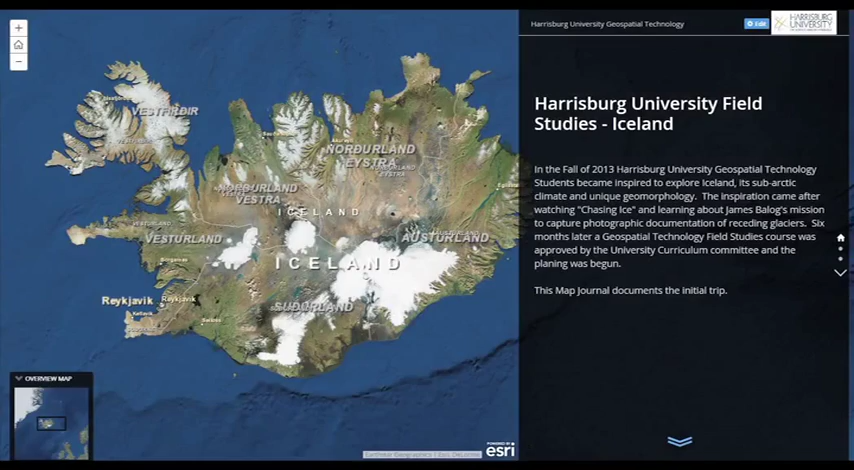 Harrisburg University Geospatial Technology
Edit
HARRISBURG
UNIVERSITY
Harrisburg University Field
Studies - Iceland
In the Fall of 2013 Harrisburg University Geospatial Technology
Students became inspired to explore Iceland, its sub-arctic
climate and unique geomorphology. The inspiration came after
watching "Chasing Ice" and learning about James Balog's mission
to capture photographic documentation of receding glaciers. Six
months later a Geospatial Technology Field Studies course was
approved by the University Curriculum committee and the
planing was begun.
This Map Journal documents the initial trip.
VESTFIRÐIR
NORÐURLAND
EYSTRA
NORÐURLAND
VESTRA
ICELAND
VESTURLAND
AUSTURLAND
ICELAND
SUÐURLAND
Reykjavik
Reykjavik
OVERVIEW MAP
POWERED BY
esri